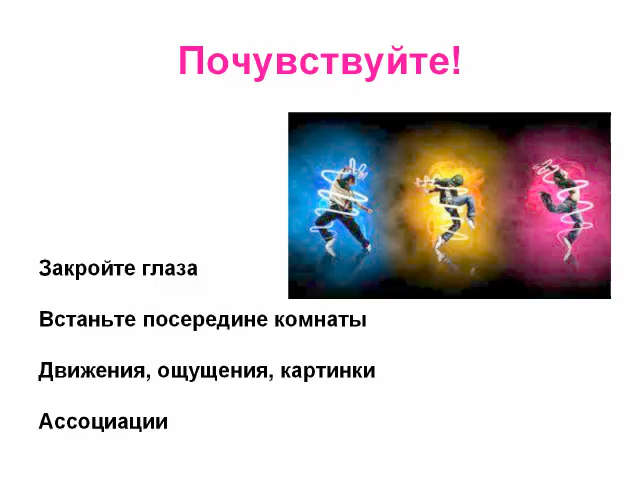 Почувствуйте!
Закройте глаза
Встаньте посередине комнаты
Движения, ощущения, картинки
Ассоциации